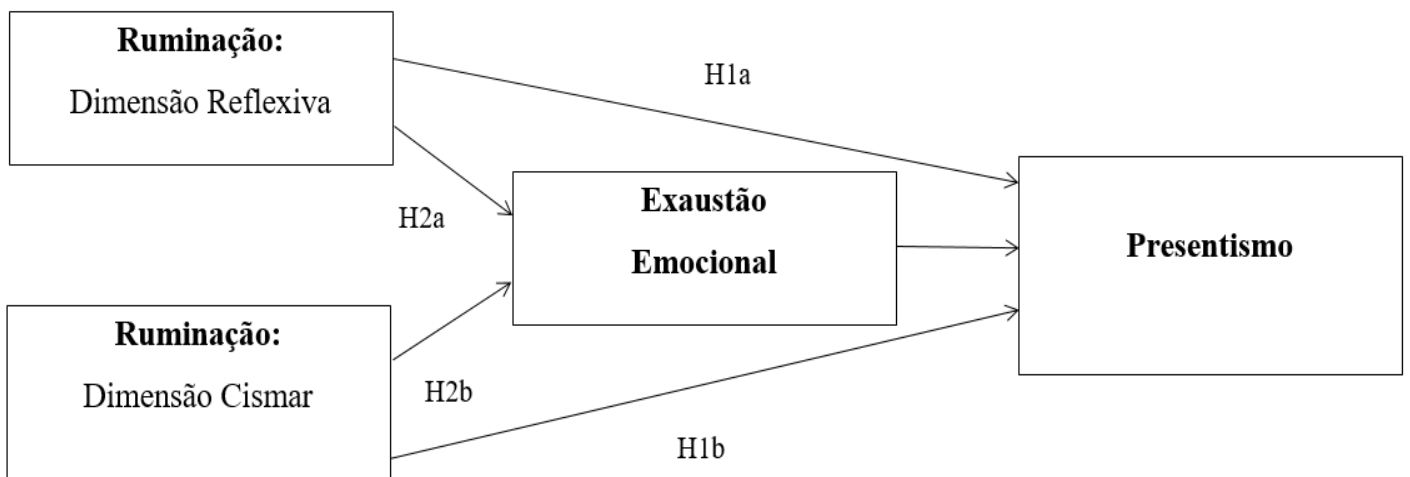 Ruminação:
Dimensão Reflexiva
H1a
H2a
Exaustão
Emocional
Presentismo
Ruminação:
Dimensão Cismar
H2b
H1b